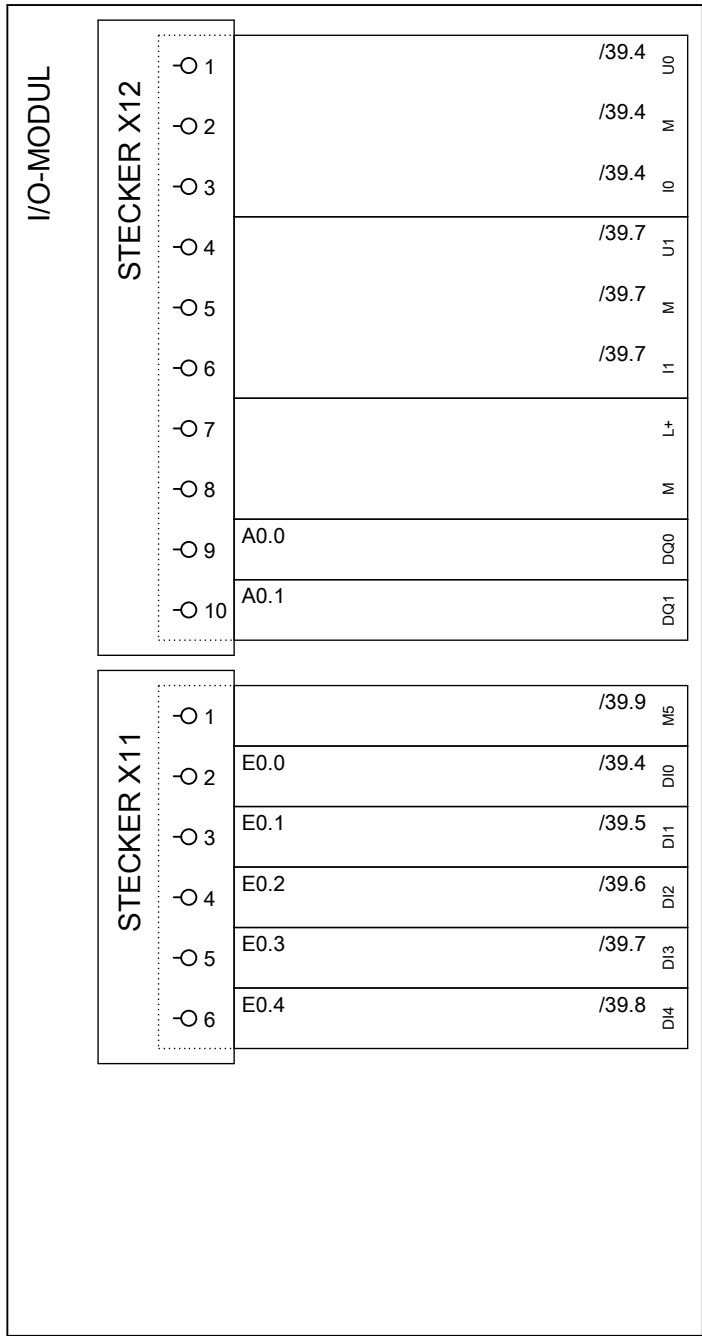 I/O-MODUL
STECKER X12
1 /39.4 U0
2 /39.4 M
3 /39.4 I0
4 /39.7 U1
5 /39.7 M
6 /39.7 I1
7 L+
8 M
9 A0.0 DQ0
10 A0.1 DQ1
STECKER X11
1 /39.9 M5
2 E0.0 /39.4 DI0
3 E0.1 /39.5 DI1
4 E0.2 /39.6 DI2
5 E0.3 /39.7 DI3
6 E0.4 /39.8 DI4